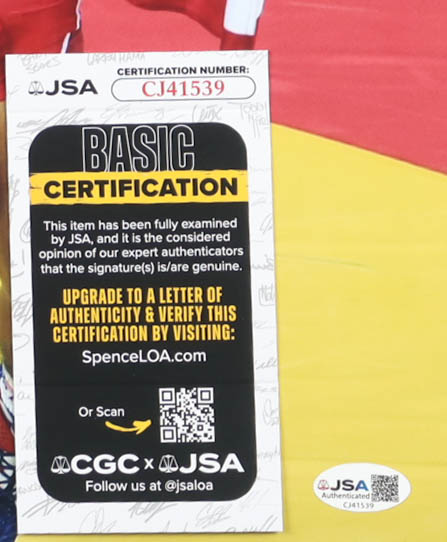 JSA
CERTIFICATION NUMBER:
CJ41539
BASIC
CERTIFICATION
This item has been fully examined
by JSA, and it is the considered
opinion of our expert authenticators
that the signature(s) is/are genuine.
UPGRADE TO A LETTER OF
AUTHENTICITY & VERIFY THIS
CERTIFICATION BY VISITING:
SpenceLOA.com
Or Scan
CGC x JSA
Follow us at @jsaloa
JSA
Authenticated
CJ41539